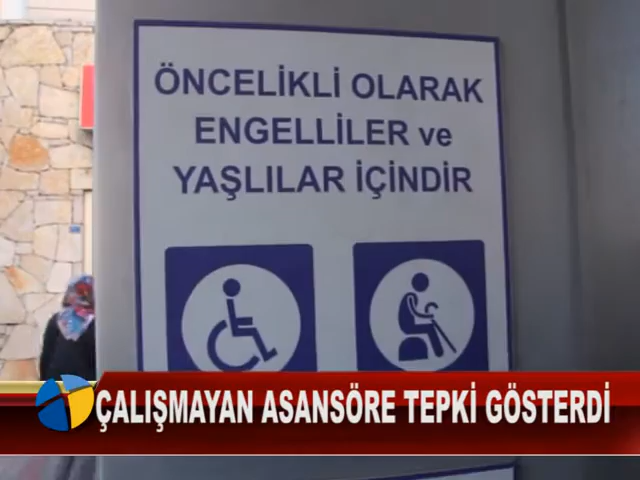 ÖNCELİKLİ OLARAK
ENGELLİLER ve
YAŞLILAR İÇİNDİR
ÇALIŞMAYAN ASANSÖRE TEPKİ GÖSTERDİ